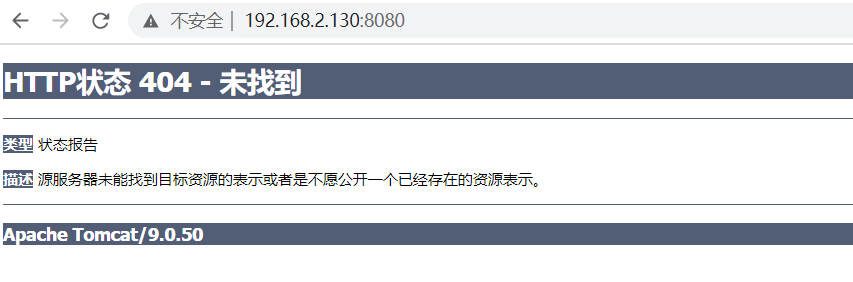 不安全 | 192.168.2.130:8080
HTTP状态 404 - 未找到
类型 状态报告
描述 源服务器未能找到目标资源的表示或者是不愿公开一个已经存在的资源表示。
Apache Tomcat/9.0.50